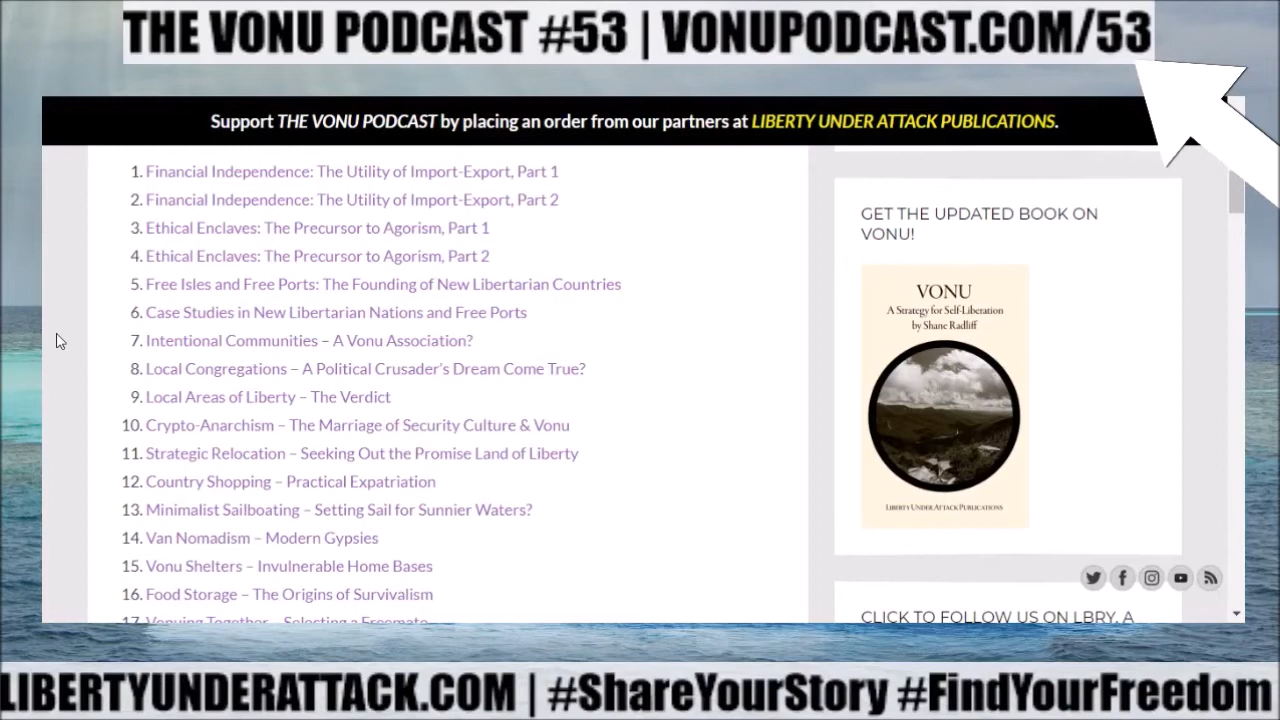 THE VONU PODCAST #53 | VONUPODCAST.COM/53
Support THE VONU PODCAST by placing an order from our partners at LIBERTY UNDER ATTACK PUBLICATIONS.
1. Financial Independence: The Utility of Import-Export, Part 1
2. Financial Independence: The Utility of Import-Export, Part 2
3. Ethical Enclaves: The Precursor to Agorism, Part 1
4. Ethical Enclaves: The Precursor to Agorism, Part 2
5. Free Isles and Free Ports: The Founding of New Libertarian Countries
6. Case Studies in New Libertarian Nations and Free Ports
7. Intentional Communities – A Vonu Association?
8. Local Congregations – A Political Crusader’s Dream Come True?
9. Local Areas of Liberty – The Verdict
10. Crypto-Anarchism – The Marriage of Security Culture & Vonu
11. Strategic Relocation – Seeking Out the Promise Land of Liberty
12. Country Shopping – Practical Expatriation
13. Minimalist Sailboating – Setting Sail for Sunnier Waters?
14. Van Nomadism – Modern Gypsies
15. Vonu Shelters – Invulnerable Home Bases
16. Food Storage – The Origins of Survivalism
17. Vonuing Together – Selecting a Freemate
GET THE UPDATED BOOK ON
VONU!
VONU
A Strategy for Self-Liberation
by Shane Radliff
LIBERTY UNDER ATTACK PUBLICATIONS
CLICK TO FOLLOW US ON LBRY, A
LIBERTYUNDERATTACK.COM | #ShareYourStory #FindYourFreedom